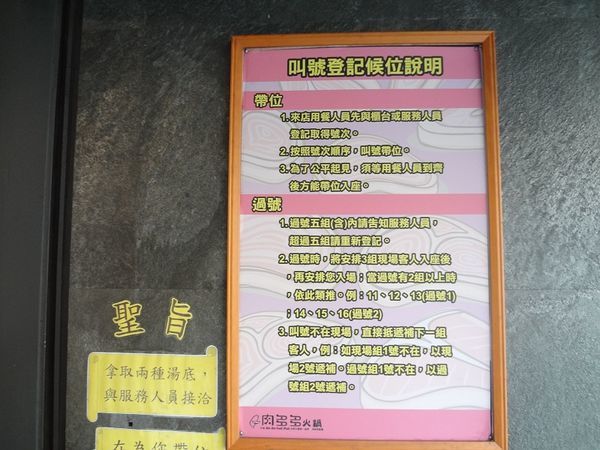 叫號登記候位說明
帶位
1. 來店用餐人員先與櫃台或服務人員
登記取得號次。
2. 按照號次順序，叫號帶位。
3. 為了公平起見，須等用餐人員到齊
後方能帶位入座。
過號
1. 過號五組(含)內請告知服務人員，
超過五組請重新登記。
2. 過號時，將安排3組現場客人入座後
，再安排您入場；當過號有2組以上時
，依此類推。例：11、12、13(過號1)
；14、15、16(過號2)
3. 叫號不在現場，直接抵遞補下一組
客人，例：如現場組1號不在，以現
場2號遞補。過號組1號不在，以過
號組2號遞補。
肉多多火鍋
聖旨
拿取兩種湯底，
與服務人員接洽